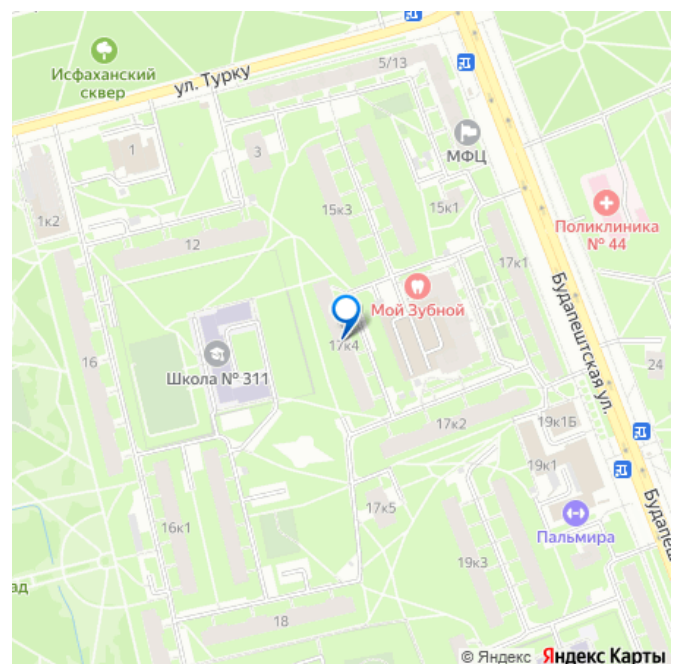 Исфаханский
сквер
ул. Турку
5/13
МФЦ
1
3
1к2
15к3
15к1
Поликлиника
№ 44
12
17к1
Мой Зубной
Будапештская ул.
16
17к4
Школа № 311
24
17к2
19к1Б
19к1
16к1
17к5
Пальмира
Будапеш
19к3
ад
18
© Яндекс Яндекс Карты